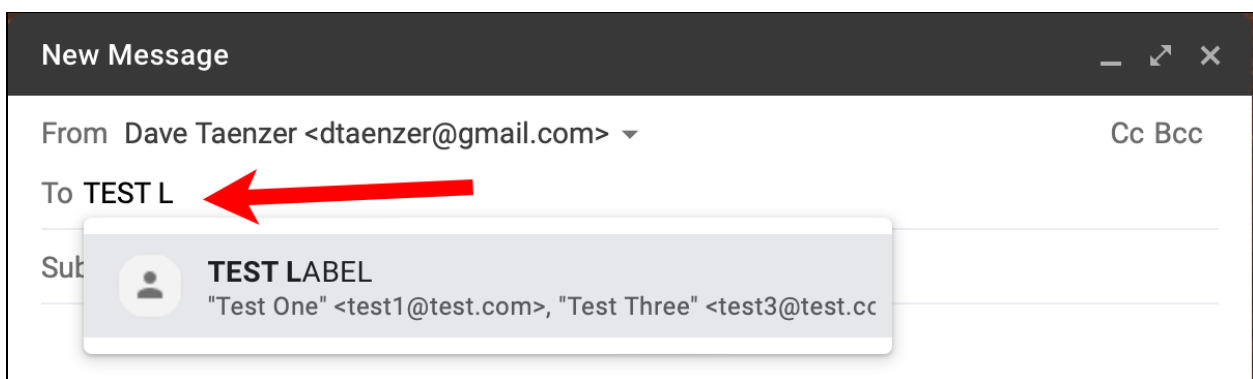 New Message
From Dave Taenzer <dtaenzer@gmail.com> Cc Bcc
To TEST L
Sub
TEST LABEL
"Test One" <test1@test.com>, "Test Three" <test3@test.cc